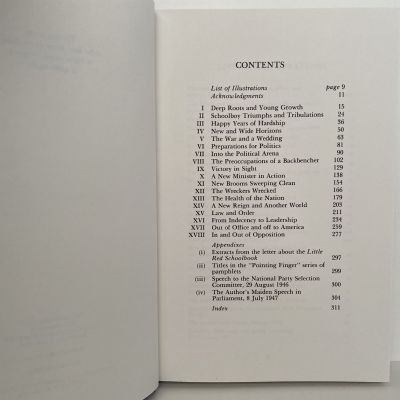 CONTENTS
List of Illustrations page 9
Acknowledgments 11
I Deep Roots and Young Growth 15
II Schoolboy Triumphs and Tribulations 24
III Happy Years of Hardship 36
IV New and Wide Horizons 50
V The War and a Wedding 63
VI Preparations for Politics 81
VII Into the Political Arena 90
VIII The Preoccupations of a Backbencher 102
IX Victory in Sight 129
X A New Minister in Action 138
XI New Brooms Sweeping Clean 154
XII The Wreckers Wrecked 166
XIII The Health of the Nation 179
XIV A New Reign and Another World 203
XV Law and Order 211
XVI From Indecency to Leadership 234
XVII Out of Office and off to America 259
XVIII In and Out of Opposition 277
Appendixes
(i) Extracts from the letter about the Little
Red Schoolbook 297
(ii) Titles in the "Pointing Finger" series of
pamphlets 299
(iii) Speech to the National Party Selection
Committee, 29 August 1946 300
(iv) The Author's Maiden Speech in
Parliament, 8 July 1947 304
Index 311